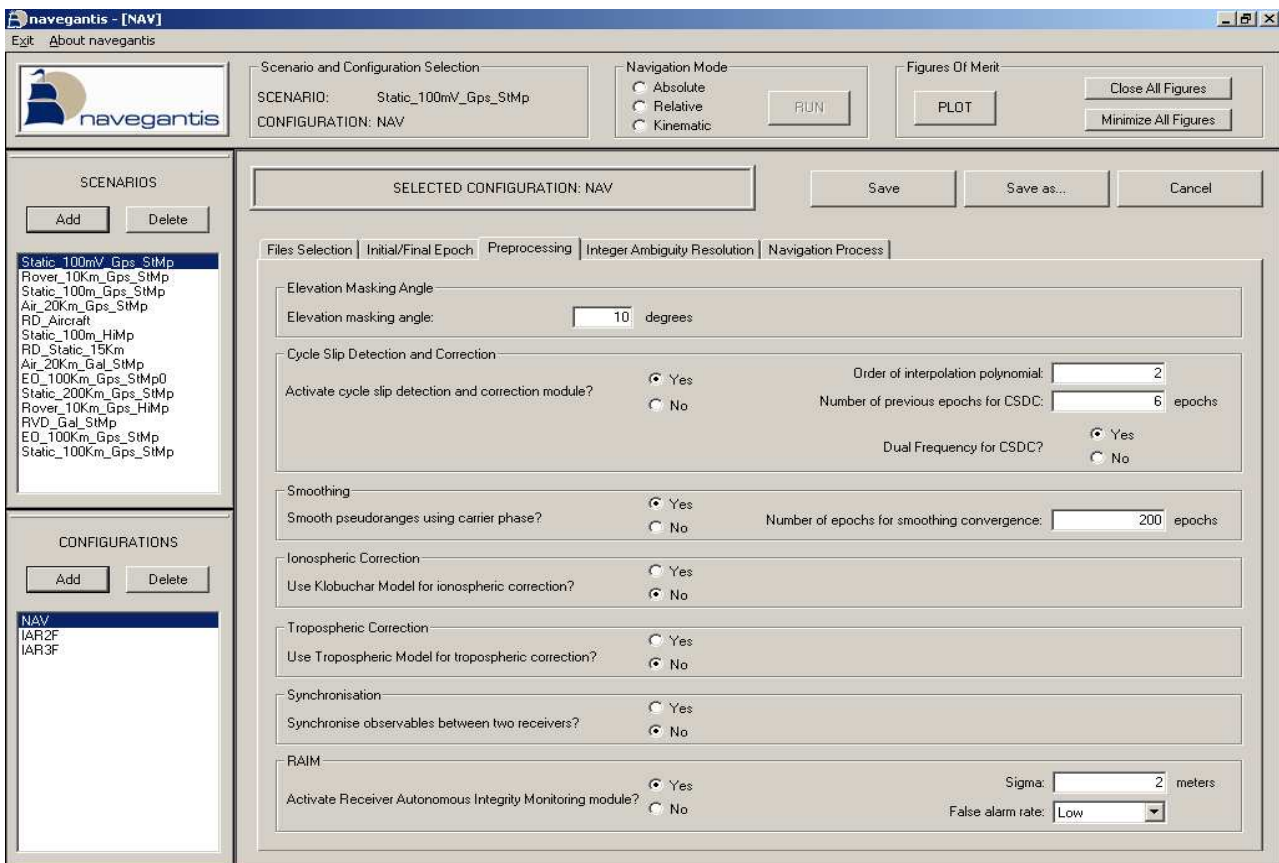 navegantis - [NAV]
Exit About navegantis
navegantis
Scenario and Configuration Selection
SCENARIO: Static_100mV_Gps_StMp
CONFIGURATION: NAV
Navigation Mode
Absolute
Relative
Kinematic
RUN
Figures Of Merit
PLOT
Close All Figures
Minimize All Figures
SCENARIOS
Add Delete
Static_100mV_Gps_StMp
Rover_10Km_Gps_StMp
Static_100m_Gps_StMp
Air_20Km_Gps_StMp
RD_Aircraft
Static_100m_HiMp
RD_Static_15Km
Air_20Km_Gal_StMp
EO_100Km_Gps_StMp0
Static_200Km_Gps_StMp
Rover_10Km_Gps_HiMp
RVD_Gal_StMp
EO_100Km_Gps_StMp
Static_100Km_Gps_StMp
CONFIGURATIONS
Add Delete
NAV
IAR2F
IAR3F
SELECTED CONFIGURATION: NAV
Save Save as... Cancel
Files Selection Initial/Final Epoch Preprocessing Integer Ambiguity Resolution Navigation Process
Elevation Masking Angle
Elevation masking angle: 10 degrees
Cycle Slip Detection and Correction
Activate cycle slip detection and correction module?
Yes
No
Order of interpolation polynomial: 2
Number of previous epochs for CSDC: 6 epochs
Dual Frequency for CSDC?
Yes
No
Smoothing
Smooth pseudoranges using carrier phase?
Yes
No
Number of epochs for smoothing convergence: 200 epochs
Ionospheric Correction
Use Klobuchar Model for ionospheric correction?
Yes
No
Tropospheric Correction
Use Tropospheric Model for tropospheric correction?
Yes
No
Synchronisation
Synchronise observables between two receivers?
Yes
No
RAIM
Activate Receiver Autonomous Integrity Monitoring module?
Yes
No
Sigma: 2 meters
False alarm rate: Low